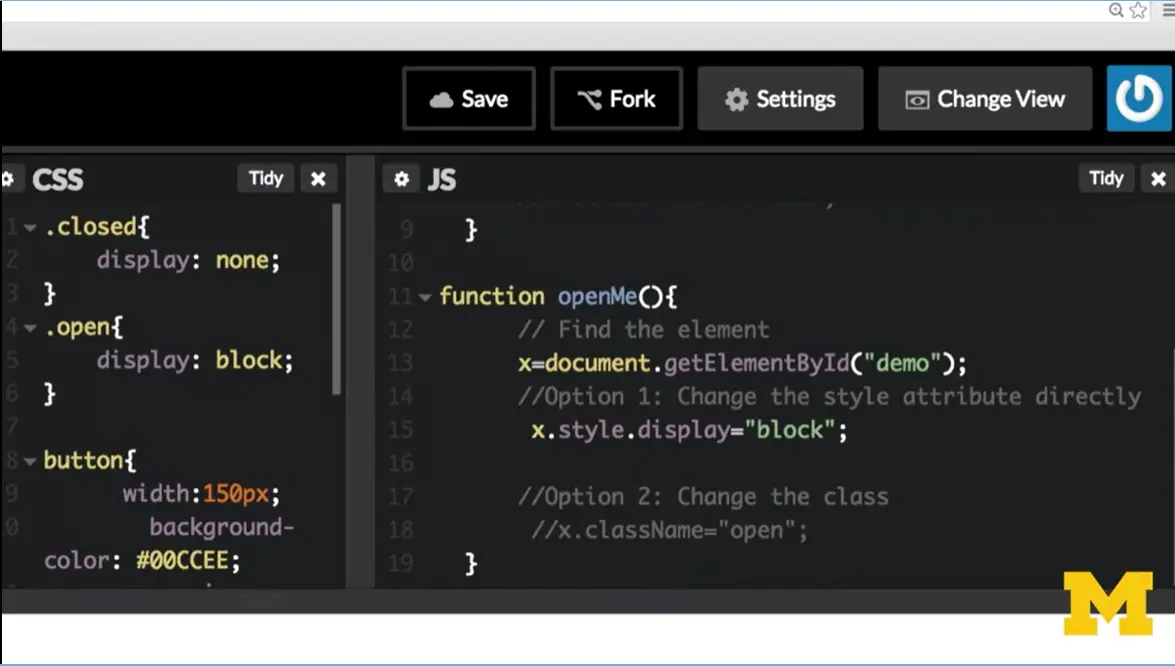 Save Fork Settings Change View
CSS Tidy
1 .closed{
2 display: none;
3 }
4 .open{
5 display: block;
6 }
7
8 button{
9 width:150px;
0 background-
color: #00CCEE;
JS Tidy
9 }
10
11 function openMe(){
12 // Find the element
13 x=document.getElementById("demo");
14 //Option 1: Change the style attribute directly
15 x.style.display="block";
16
17 //Option 2: Change the class
18 //x.className="open";
19 }
M